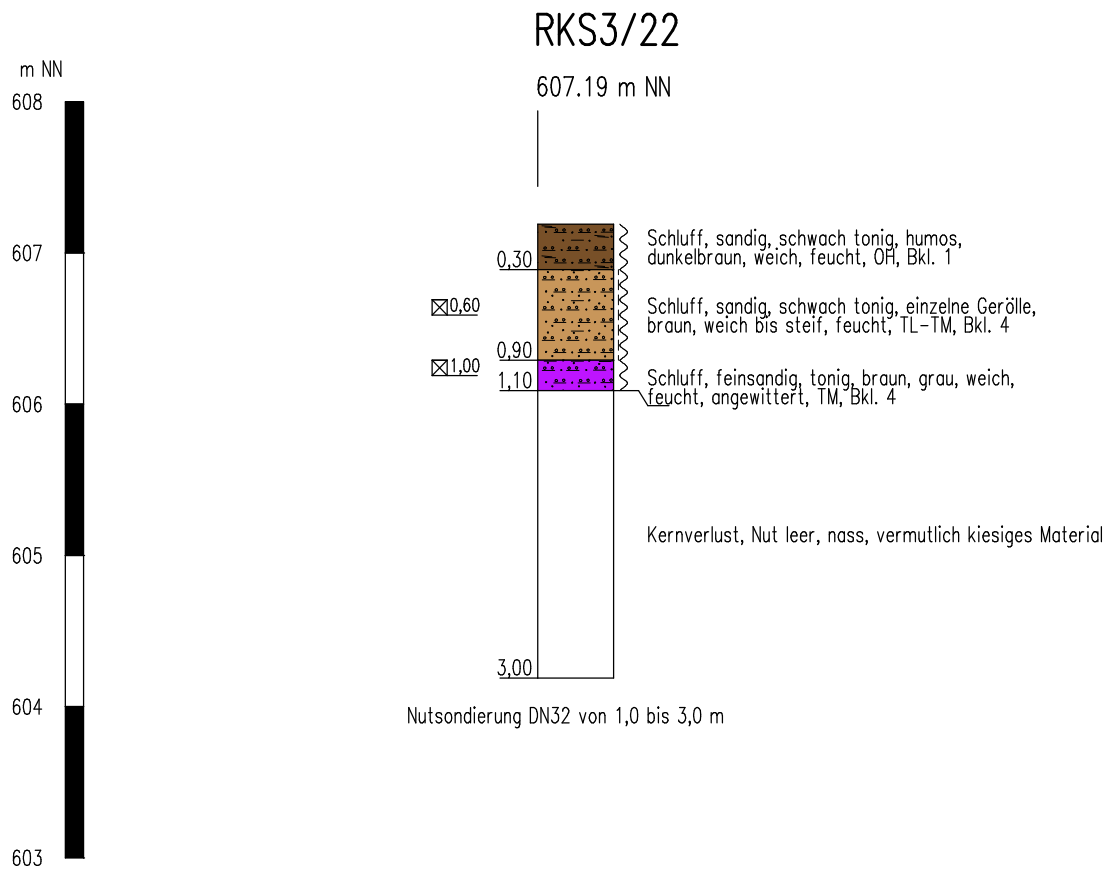 RKS3/22
m NN
607.19 m NN
608
607
606
605
604
603
0,30
Schluff, sandig, schwach tonig, humos,
dunkelbraun, weich, feucht, OH, Bkl. 1
0,60
0,90
Schluff, sandig, schwach tonig, einzelne Gerölle,
braun, weich bis steif, feucht, TL-TM, Bkl. 4
1,00
1,10
Schluff, feinsandig, tonig, braun, grau, weich,
feucht, angewittert, TM, Bkl. 4
Kernverlust, Nut leer, nass, vermutlich kiesiges Material
3,00
Nutsondierung DN32 von 1,0 bis 3,0 m